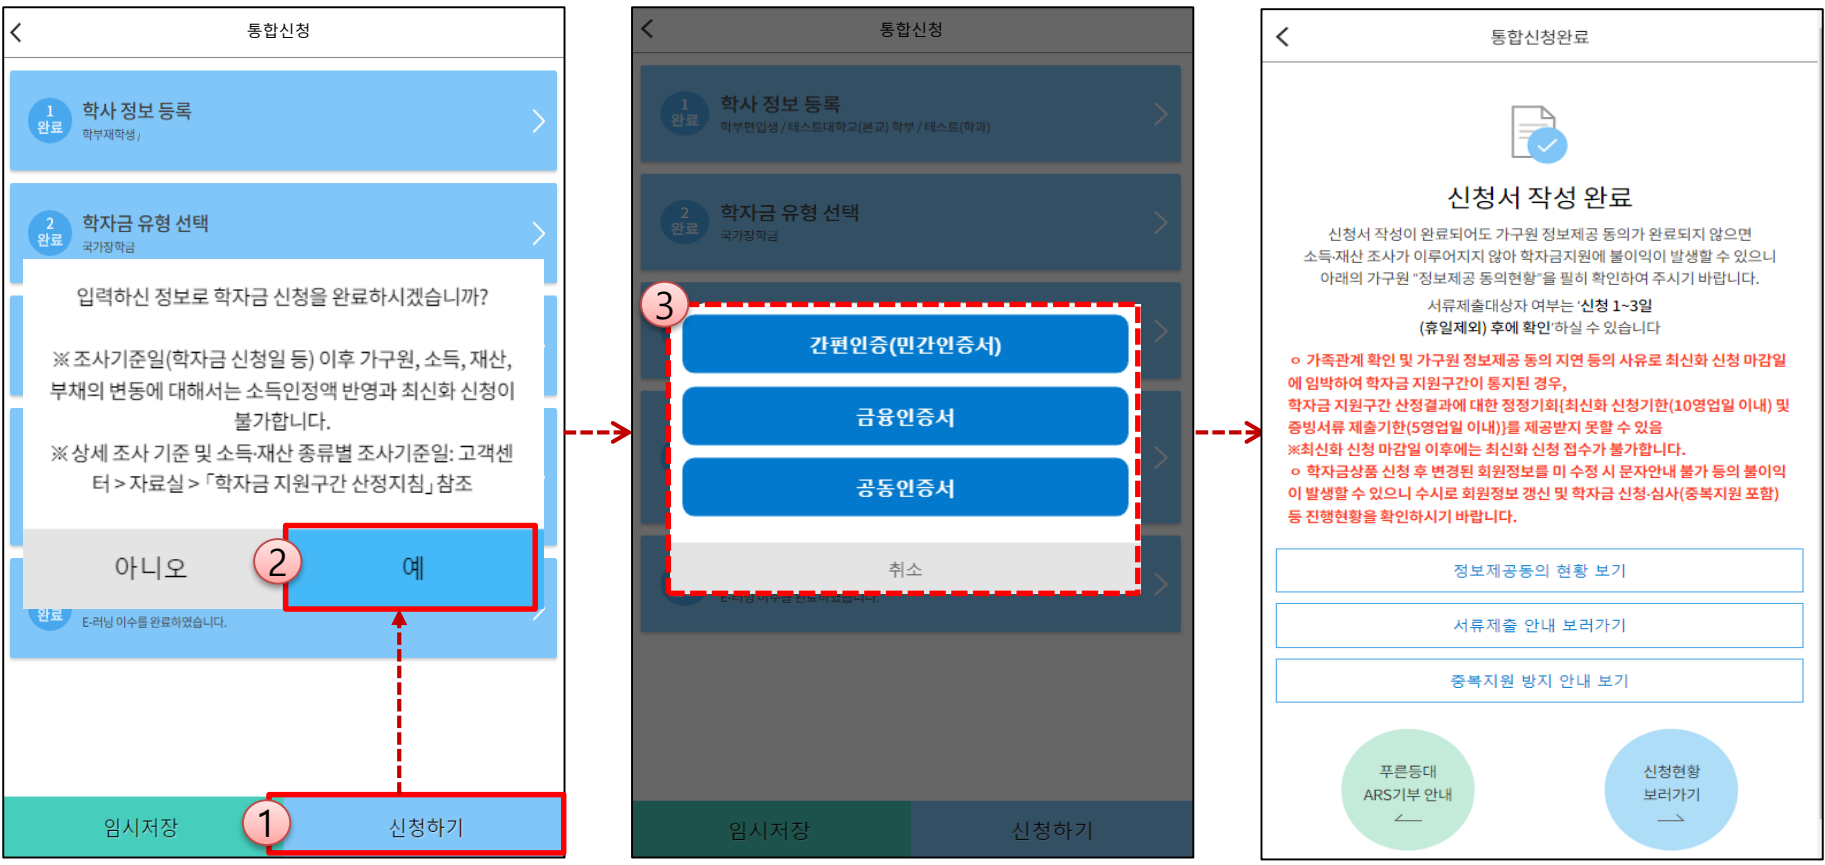 통합신청
1
완료
학사 정보 등록
학부재학생 /
2
완료
학자금 유형 선택
국가장학금
입력하신 정보로 학자금 신청을 완료하시겠습니까?
※ 조사기준일(학자금 신청일 등) 이후 가구원, 소득, 재산,
부채의 변동에 대해서는 소득인정액 반영과 최신화 신청이
불가합니다.
※ 상세 조사 기준 및 소득·재산 종류별 조사기준일: 고객센
터 > 자료실 > 「학자금 지원구간 산정지침」 참조
아니오
2
예
완료
E-러닝 이수를 완료하였습니다.
임시저장
1
신청하기
통합신청
1
완료
학사 정보 등록
학부편입생 / 테스트대학교(본교) 학부 / 테스트(학과)
2
완료
학자금 유형 선택
국가장학금
3
간편인증(민간인증서)
금융인증서
공동인증서
취소
E-러닝 이수를 완료하였습니다.
임시저장
신청하기
통합신청완료
신청서 작성 완료
신청서 작성이 완료되어도 가구원 정보제공 동의가 완료되지 않으면
소득·재산 조사가 이루어지지 않아 학자금지원에 불이익이 발생할 수 있으니
아래의 가구원 "정보제공 동의현황"을 필히 확인하여 주시기 바랍니다.
서류제출대상자 여부는 '신청 1~3일
(휴일제외) 후에 확인'하실 수 있습니다
ㅇ 가족관계 확인 및 가구원 정보제공 동의 지연 등의 사유로 최신화 신청 마감일
에 임박하여 학자금 지원구간이 통지된 경우,
학자금 지원구간 산정결과에 대한 정정기회{최신화 신청기한(10영업일 이내) 및
증빙서류 제출기한(5영업일 이내)}를 제공받지 못할 수 있음
※최신화 신청 마감일 이후에는 최신화 신청 접수가 불가합니다.
ㅇ 학자금상품 신청 후 변경된 회원정보를 미 수정 시 문자안내 불가 등의 불이익
이 발생할 수 있으니 수시로 회원정보 갱신 및 학자금 신청·심사(중복지원 포함)
등 진행현황을 확인하시기 바랍니다.
정보제공동의 현황 보기
서류제출 안내 보러가기
중복지원 방지 안내 보기
푸른등대
ARS기부 안내
신청현황
보러가기